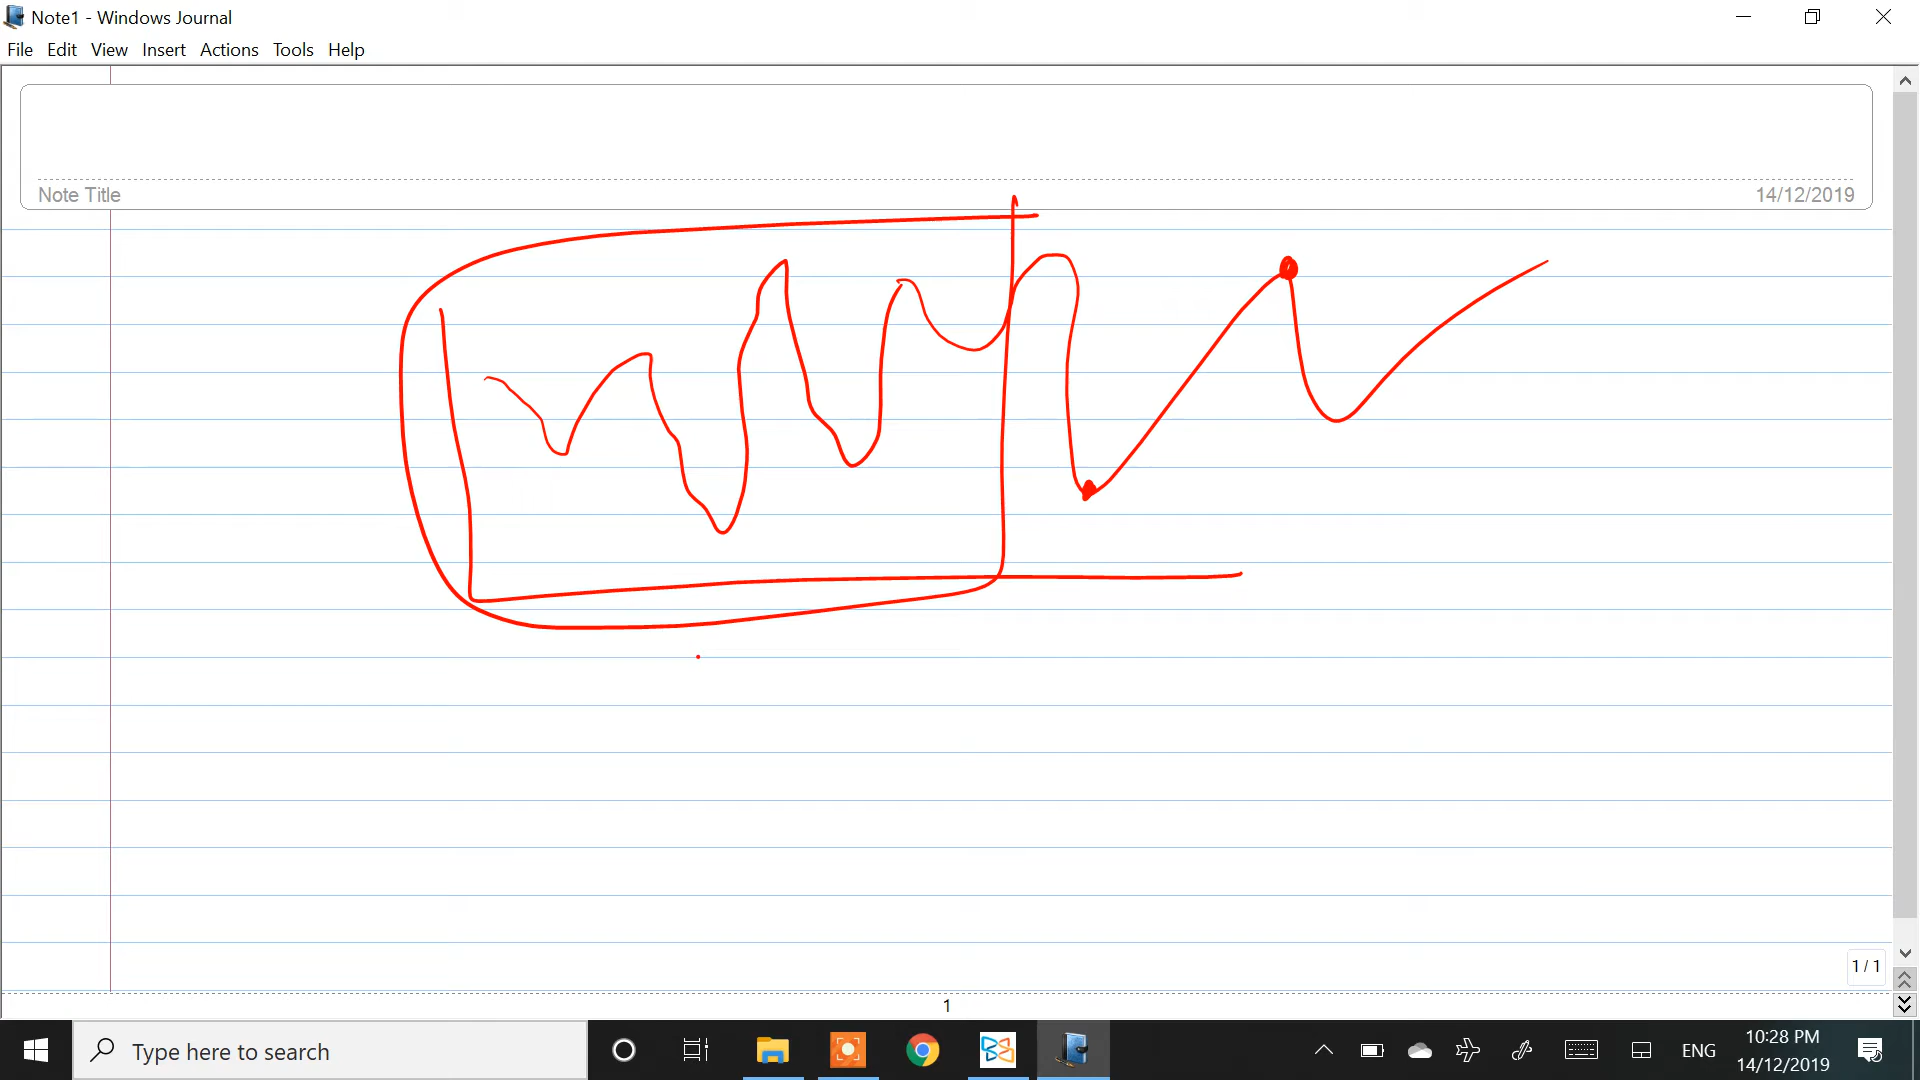 Note1 - Windows Journal
File Edit View Insert Actions Tools Help
Note Title 14/12/2019
1 / 1
1
Type here to search ENG 10:28 PM
14/12/2019